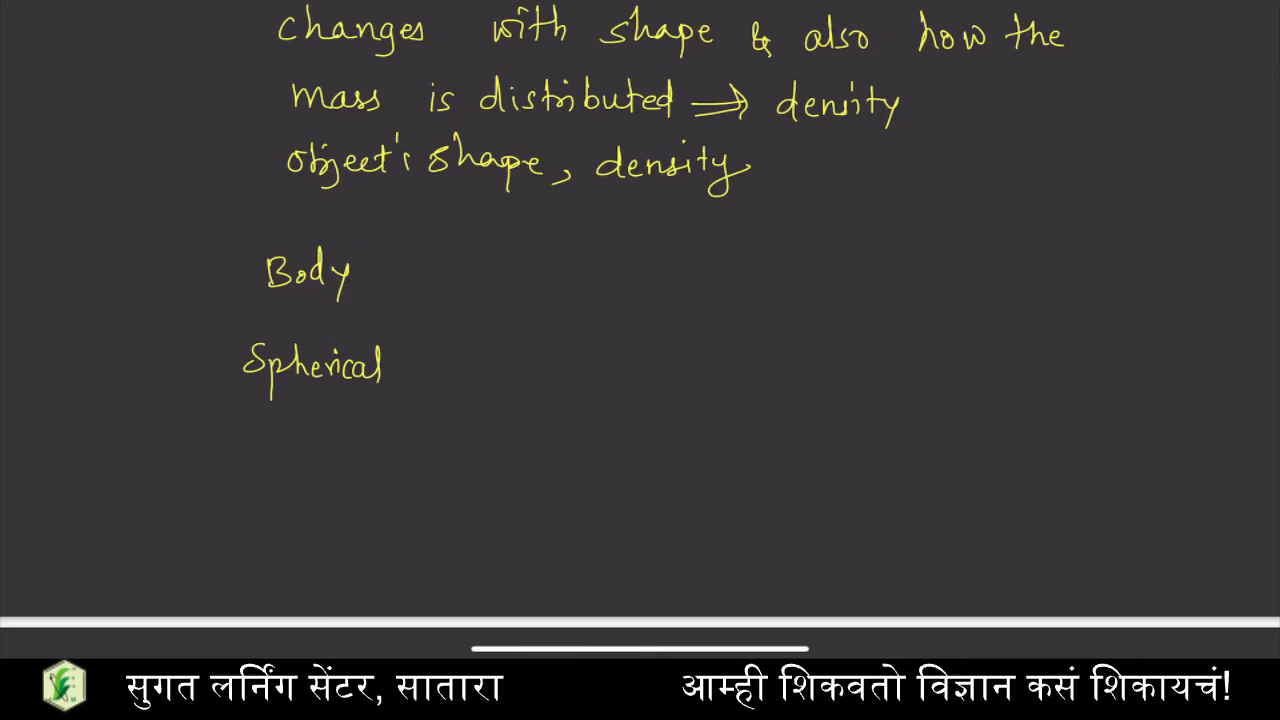 changes with shape & also how the
mass is distributed ⇒ density
object's shape, density
Body
Spherical
सुगत लर्निंग सेंटर, सातारा
आम्ही शिकवतो विज्ञान कसं शिकायचं!